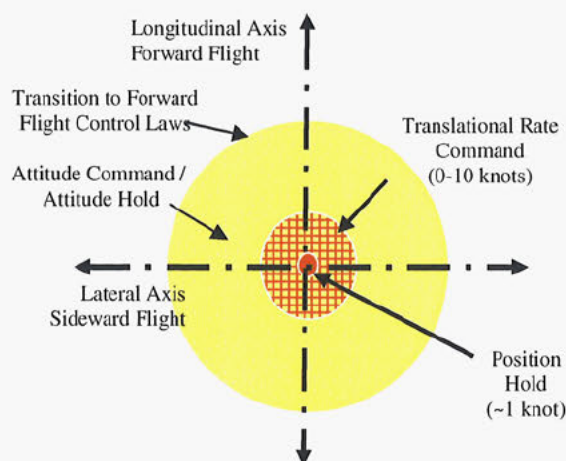 Longitudinal Axis
Forward Flight
Transition to Forward
Flight Control Laws
Translational Rate
Command
(0-10 knots)
Attitude Command /
Attitude Hold
Lateral Axis
Sideward Flight
Position
Hold
(~1 knot)